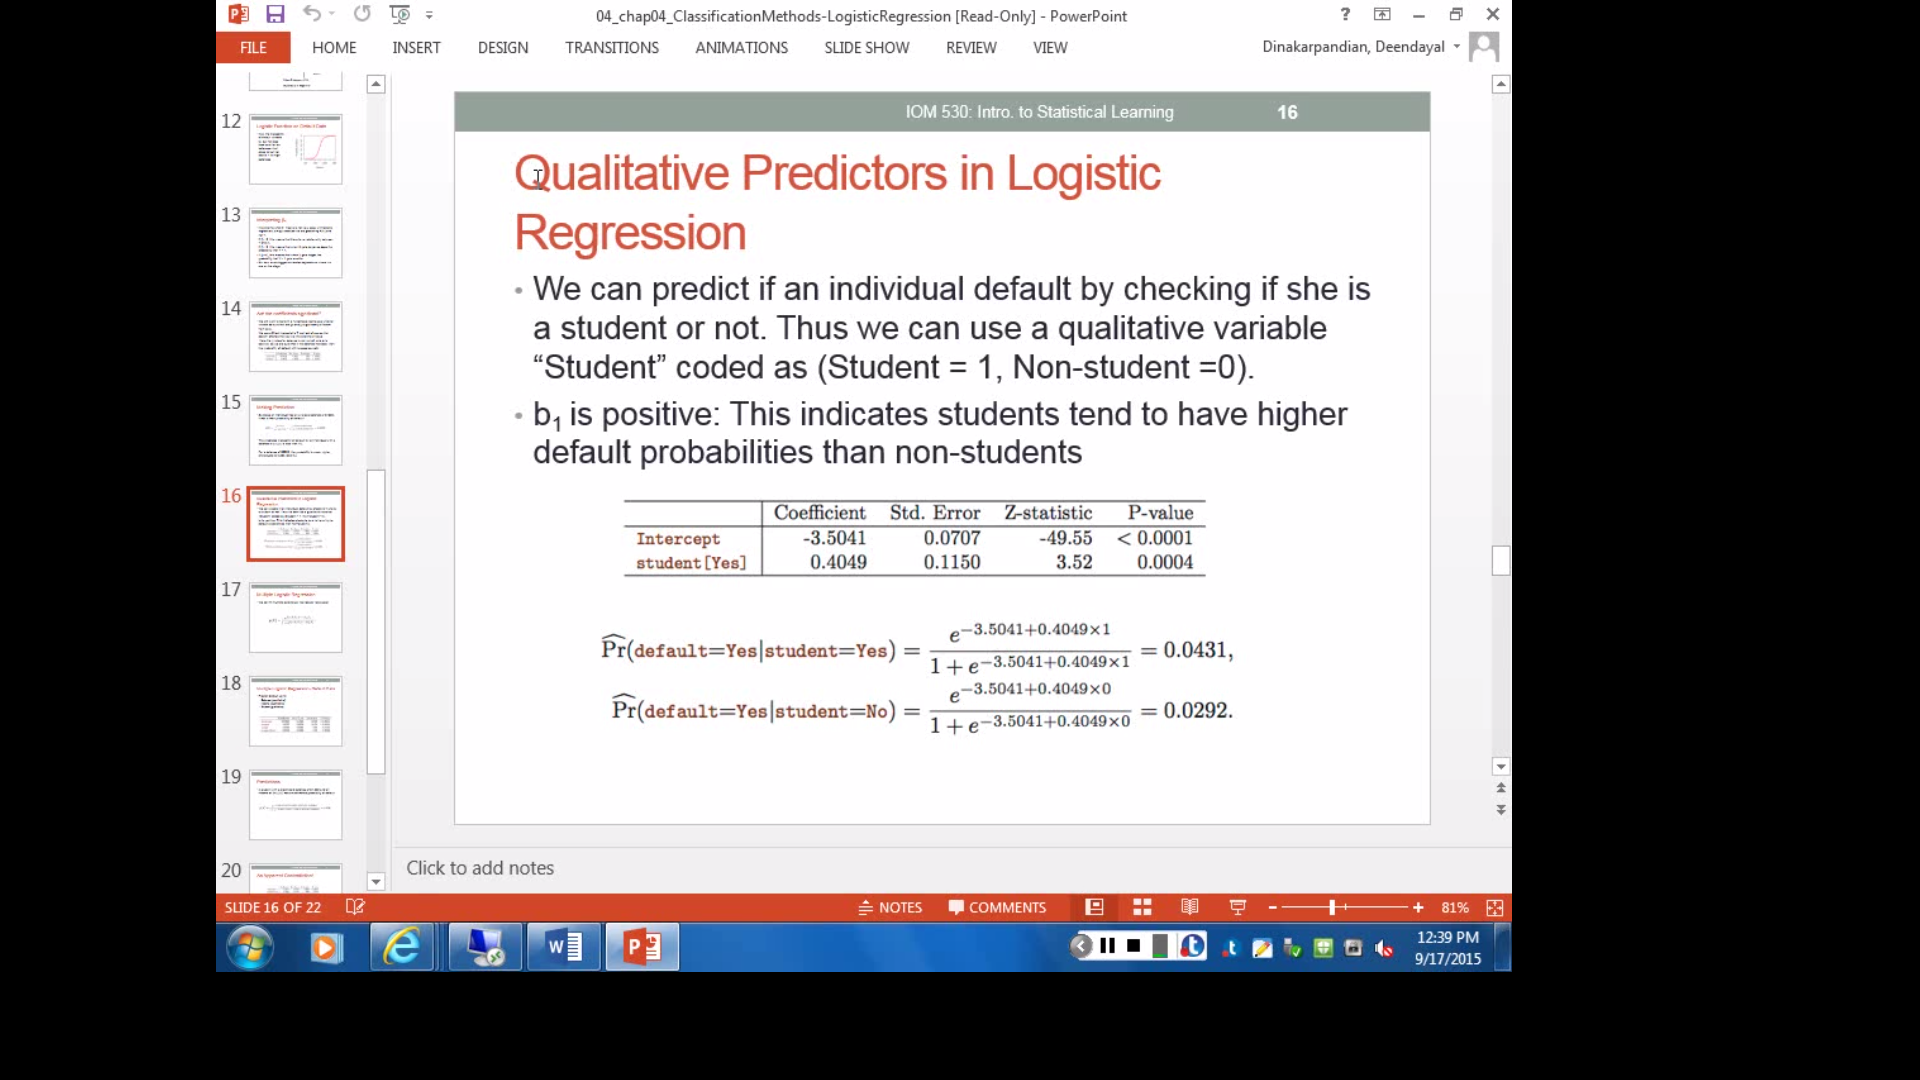 04_chap04_ClassificationMethods-LogisticRegression [Read-Only] - PowerPoint
FILE HOME INSERT DESIGN TRANSITIONS ANIMATIONS SLIDE SHOW REVIEW VIEW
Dinakarpandian, Deendayal
12
13
14
15
16
17
18
19
20
IOM 530: Intro. to Statistical Learning 16
Qualitative Predictors in Logistic
Regression
• We can predict if an individual default by checking if she is
a student or not. Thus we can use a qualitative variable
“Student” coded as (Student = 1, Non-student =0).
• b₁ is positive: This indicates students tend to have higher
default probabilities than non-students
Coefficient Std. Error Z-statistic P-value
Intercept -3.5041 0.0707 -49.55 < 0.0001
student[Yes] 0.4049 0.1150 3.52 0.0004
P̂r(default=Yes|student=Yes) = e^{-3.5041+0.4049×1} / (1 + e^{-3.5041+0.4049×1}) = 0.0431,
P̂r(default=Yes|student=No) = e^{-3.5041+0.4049×0} / (1 + e^{-3.5041+0.4049×0}) = 0.0292.
Click to add notes
SLIDE 16 OF 22 NOTES COMMENTS 81%
12:39 PM
9/17/2015